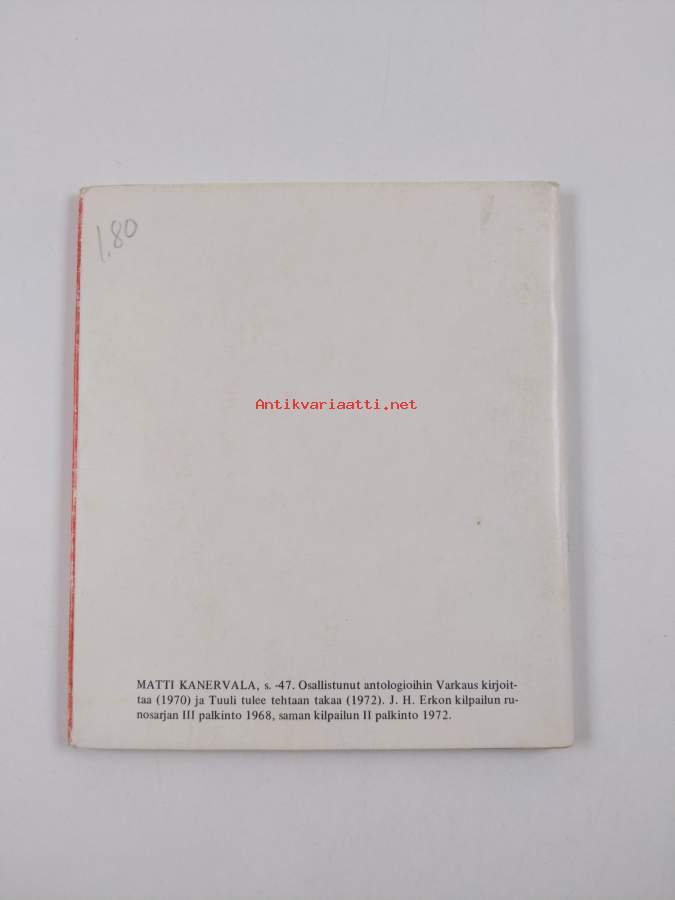 1.80
Antikvariaatti.net
MATTI KANERVALA, s. -47. Osallistunut antologioihin Varkaus kirjoit-
taa (1970) ja Tuuli tulee tehtaan takaa (1972). J. H. Erkon kilpailun ru-
nosarjan III palkinto 1968, saman kilpailun II palkinto 1972.